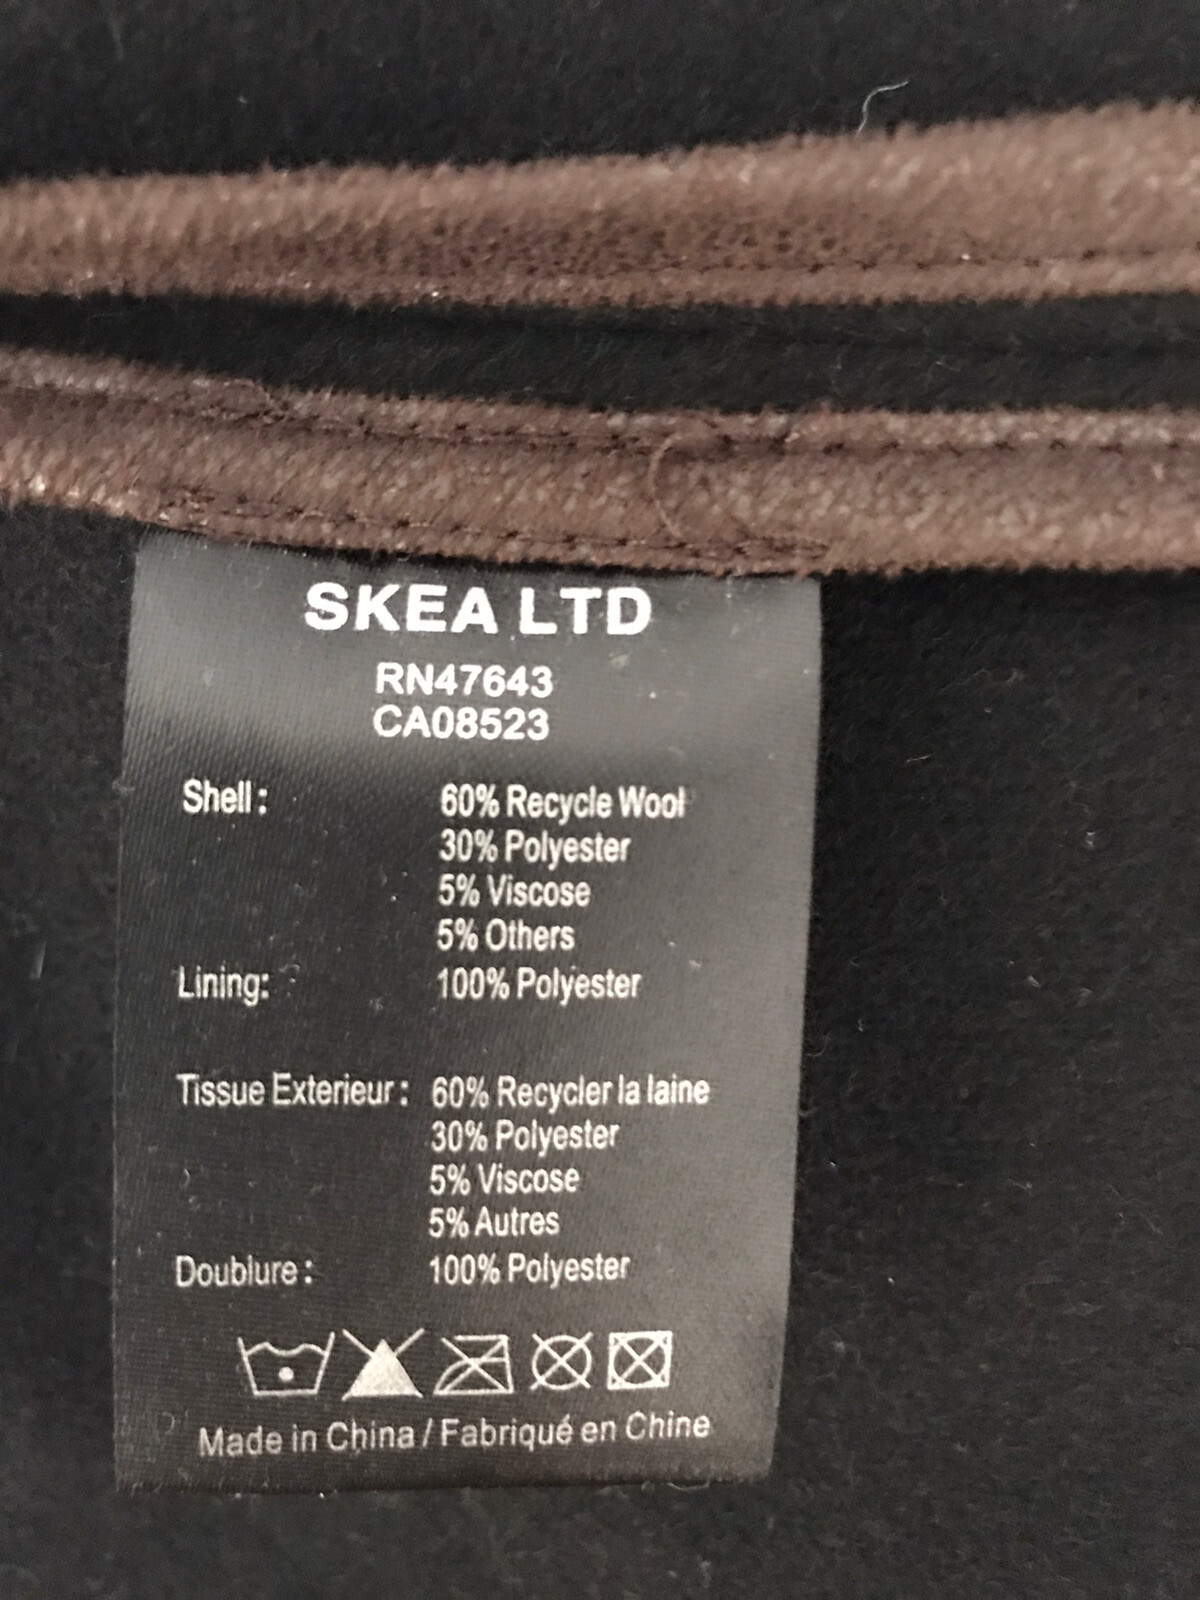 SKEA LTD
RN47643
CA08523
Shell: 60% Recycle Wool
30% Polyester
5% Viscose
5% Others
Lining: 100% Polyester
Tissue Exterieur: 60% Recycler la laine
30% Polyester
5% Viscose
5% Autres
Doublure: 100% Polyester
Made in China / Fabriqué en Chine